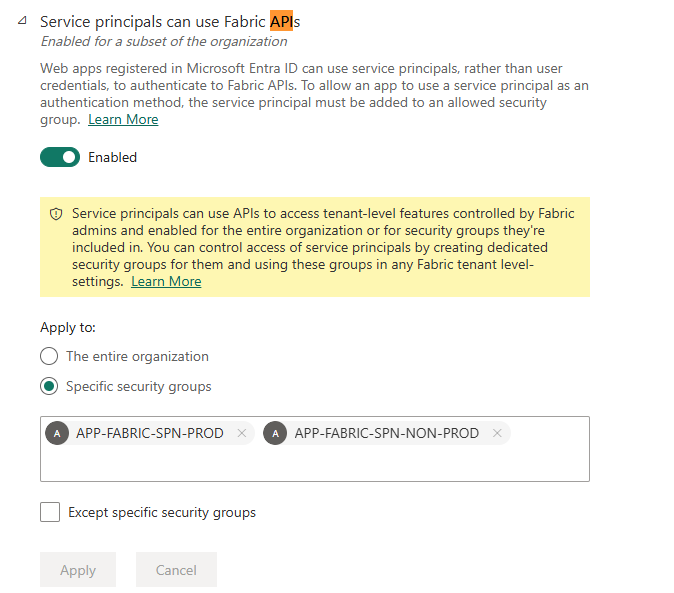 Service principals can use Fabric APIs
Enabled for a subset of the organization
Web apps registered in Microsoft Entra ID can use service principals, rather than user
credentials, to authenticate to Fabric APIs. To allow an app to use a service principal as an
authentication method, the service principal must be added to an allowed security
group. Learn More
Enabled
Service principals can use APIs to access tenant-level features controlled by Fabric
admins and enabled for the entire organization or for security groups they're
included in. You can control access of service principals by creating dedicated
security groups for them and using these groups in any Fabric tenant level-
settings. Learn More
Apply to:
The entire organization
Specific security groups
A APP-FABRIC-SPN-PROD A APP-FABRIC-SPN-NON-PROD
Except specific security groups
Apply Cancel